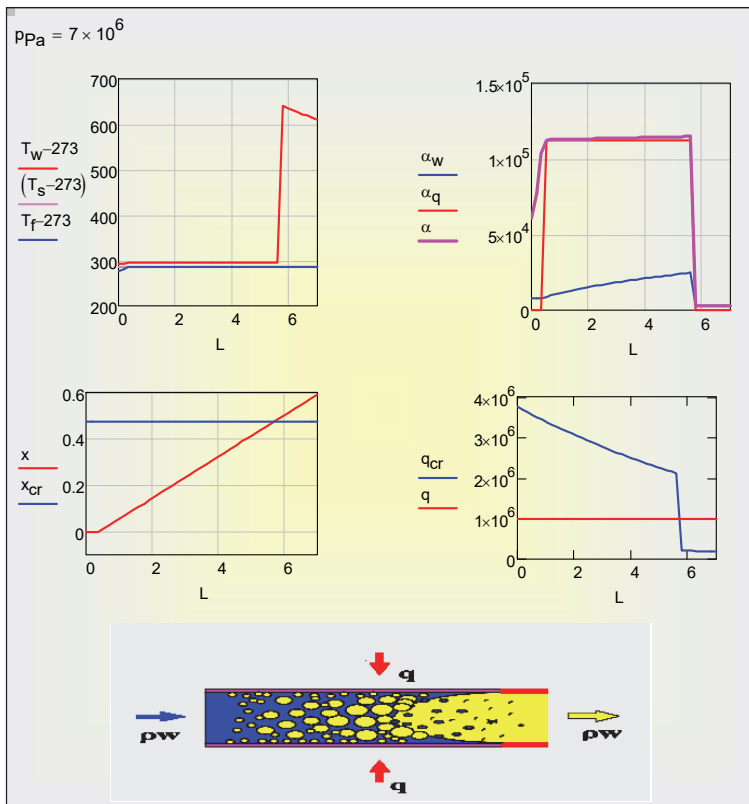 pPa = 7 × 10^6
700
600
500
400
300
200
0 2 4 6
L
Tw−273
(Ts−273)
Tf−273
1.5×10^5
1×10^5
5×10^4
0
0 2 4 6
L
αw
αq
α
0.6
0.4
0.2
0
0 2 4 6
L
x
xcr
4×10^6
3×10^6
2×10^6
1×10^6
0
0 2 4 6
L
qcr
q
q
ρw
ρw
q